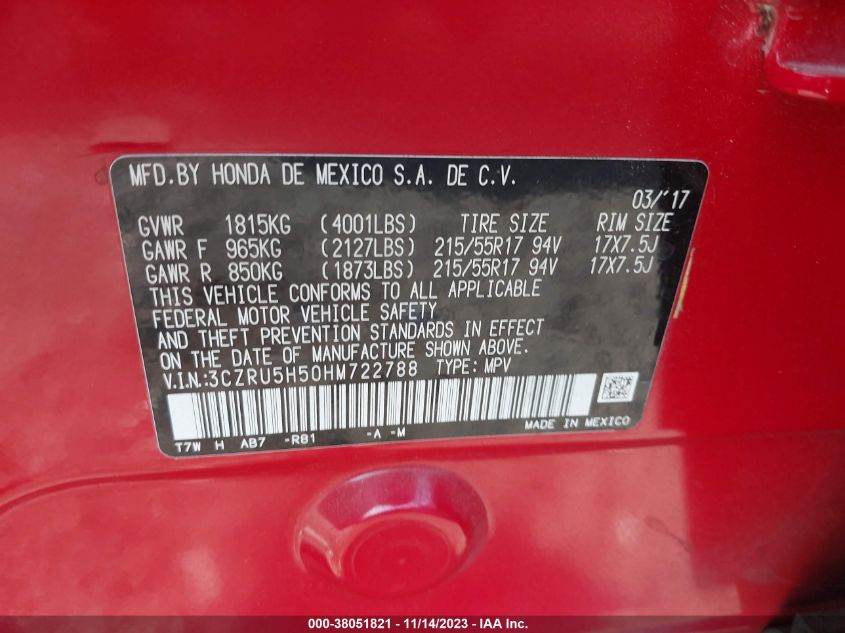 MFD.BY HONDA DE MEXICO S.A. DE C.V.
03/'17
GVWR 1815KG (4001LBS) TIRE SIZE RIM SIZE
GAWR F 965KG (2127LBS) 215/55R17 94V 17X7.5J
GAWR R 850KG (1873LBS) 215/55R17 94V 17X7.5J
THIS VEHICLE CONFORMS TO ALL APPLICABLE
FEDERAL MOTOR VEHICLE SAFETY
AND THEFT PREVENTION STANDARDS IN EFFECT
ON THE DATE OF MANUFACTURE SHOWN ABOVE.
V.IN:3CZRU5H50HM722788 TYPE: MPV
T7W H AB7 -R81 -A -M MADE IN MEXICO
000-38051821 - 11/14/2023 - IAA Inc.